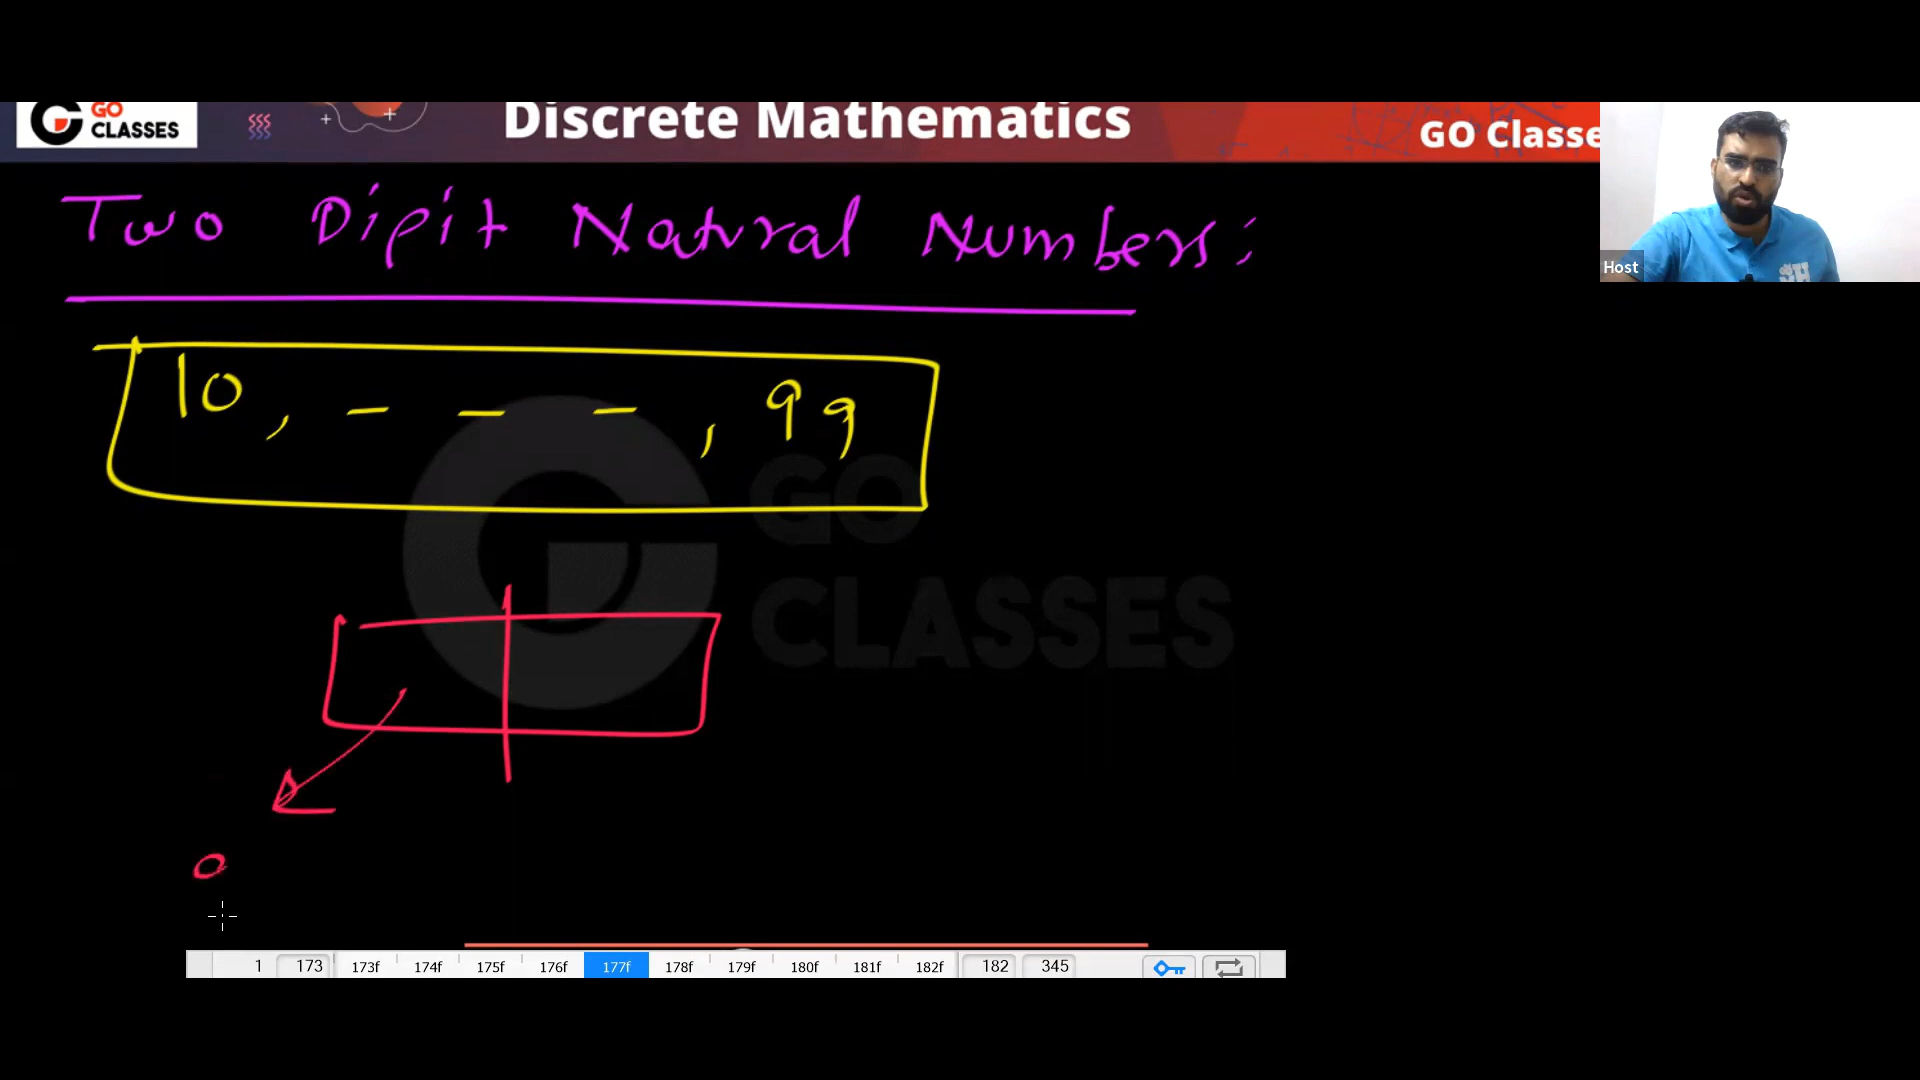 GO
CLASSES
Discrete Mathematics
GO Classe
Two Digit Natural Numbers:
Host
10, - - - , 99
GO
CLASSES
0
1 173 173f 174f 175f 176f 177f 178f 179f 180f 181f 182f 182 345